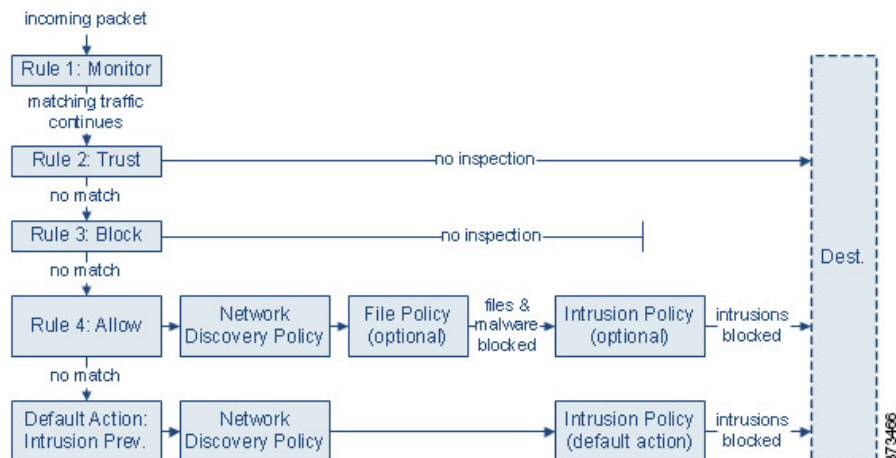 incoming packet
Rule 1: Monitor
matching traffic
continues
Rule 2: Trust
no inspection
no match
Rule 3: Block
no inspection
no match
Rule 4: Allow
Network
Discovery Policy
File Policy
(optional)
files &
malware
blocked
Intrusion Policy
(optional)
intrusions
blocked
no match
Default Action:
Intrusion Prev.
Network
Discovery Policy
Intrusion Policy
(default action)
intrusions
blocked
Dest.